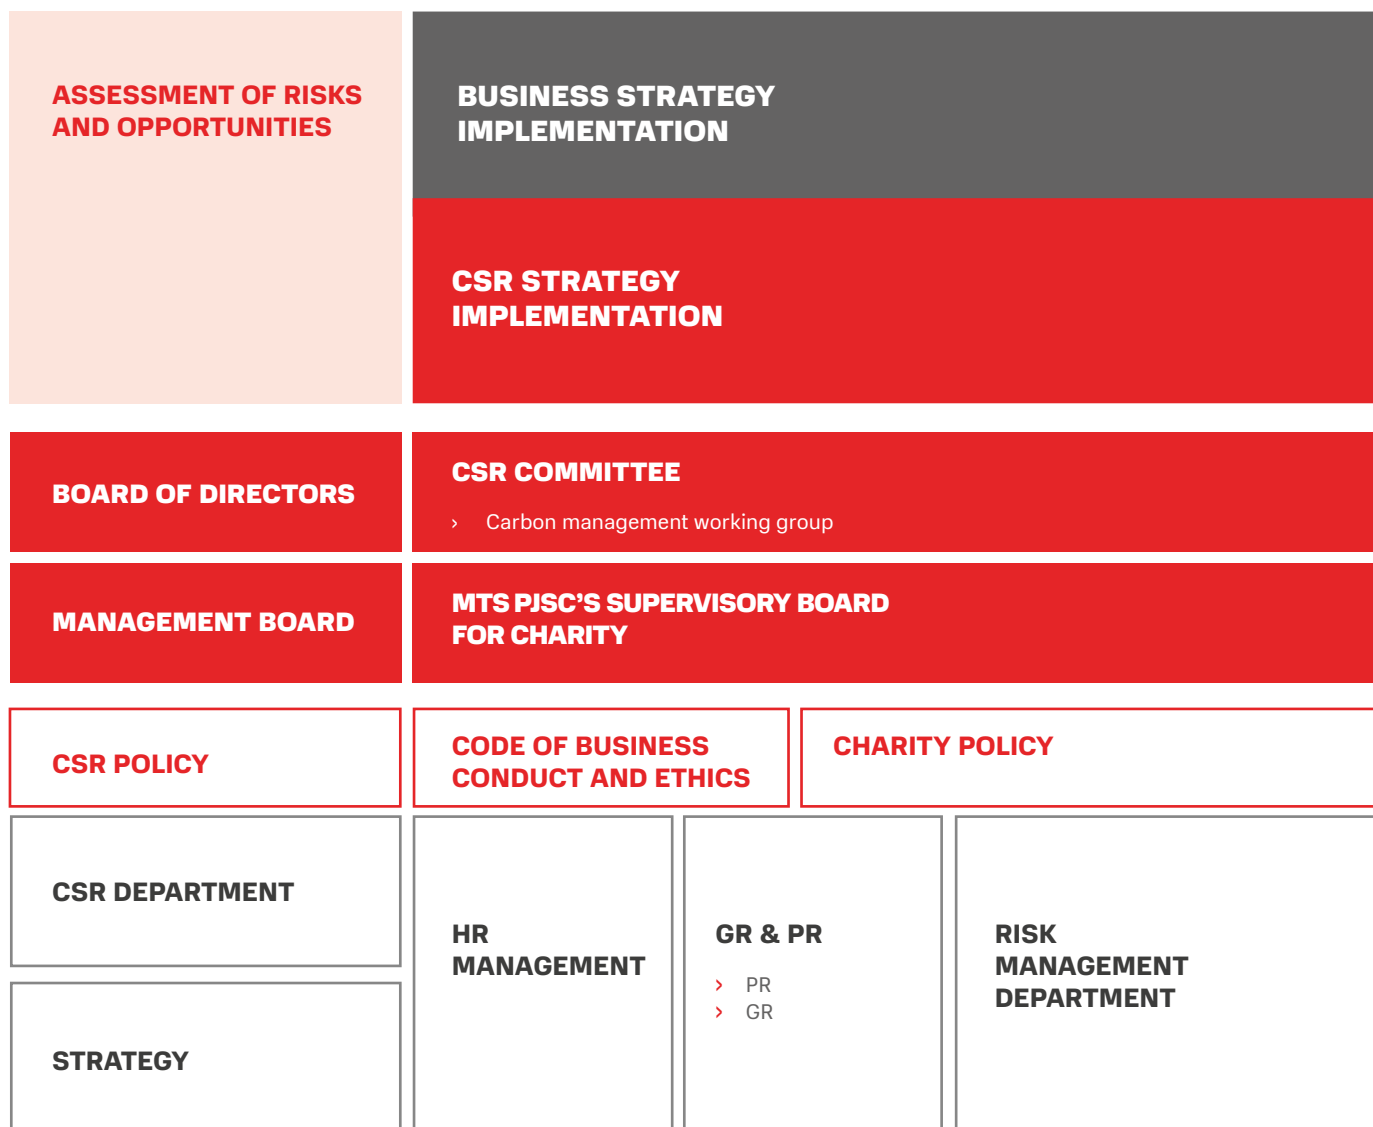 ASSESSMENT OF RISKS
AND OPPORTUNITIES
BUSINESS STRATEGY
IMPLEMENTATION
CSR STRATEGY
IMPLEMENTATION
BOARD OF DIRECTORS
CSR COMMITTEE
› Carbon management working group
MANAGEMENT BOARD
MTS PJSC’S SUPERVISORY BOARD
FOR CHARITY
CSR POLICY
CODE OF BUSINESS
CONDUCT AND ETHICS
CHARITY POLICY
CSR DEPARTMENT
STRATEGY
HR
MANAGEMENT
GR & PR
› PR
› GR
RISK
MANAGEMENT
DEPARTMENT